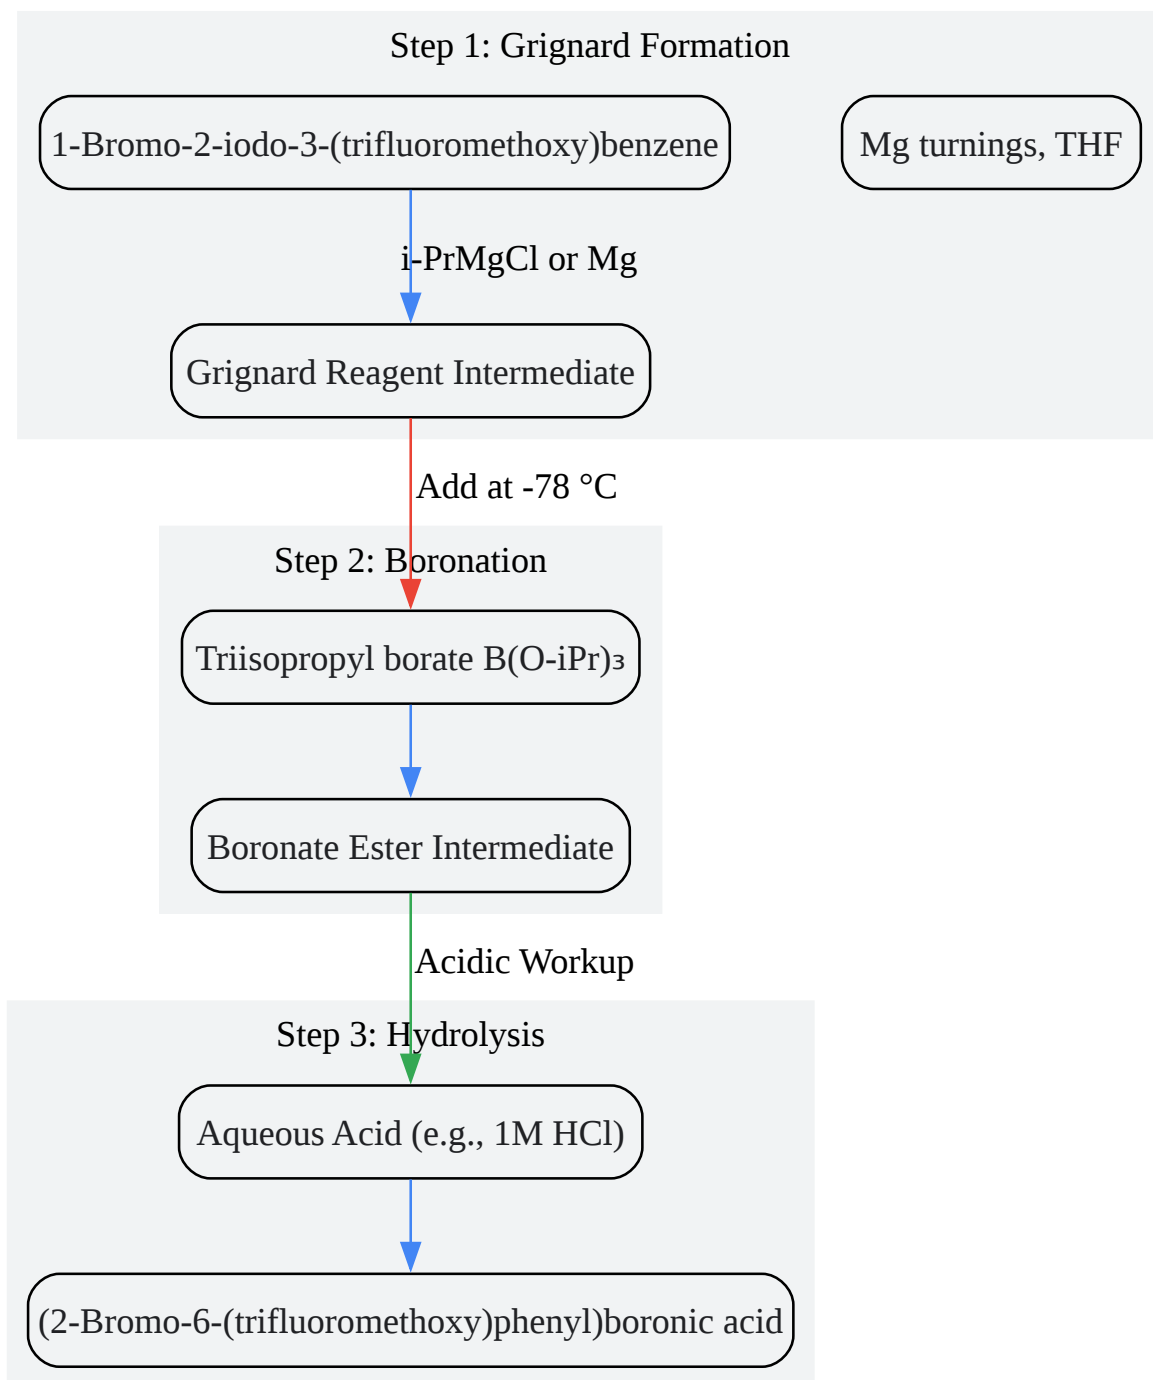 Step 1: Grignard Formation
1-Bromo-2-iodo-3-(trifluoromethoxy)benzene
Mg turnings, THF
i-PrMgCl or Mg
Grignard Reagent Intermediate
Add at -78 °C
Step 2: Boronation
Triisopropyl borate B(O-iPr)₃
Boronate Ester Intermediate
Acidic Workup
Step 3: Hydrolysis
Aqueous Acid (e.g., 1M HCl)
(2-Bromo-6-(trifluoromethoxy)phenyl)boronic acid